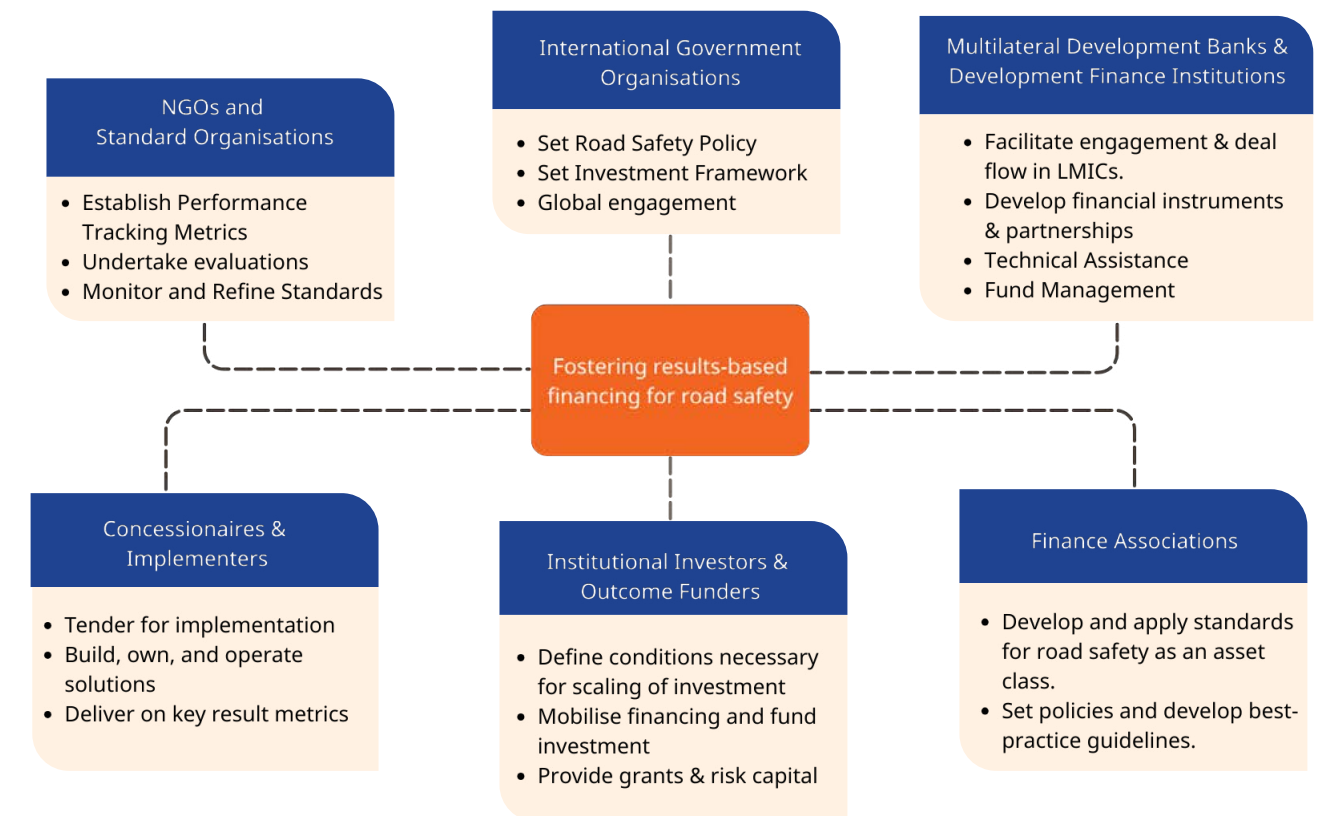 NGOs and
Standard Organisations
• Establish Performance
Tracking Metrics
• Undertake evaluations
• Monitor and Refine Standards
International Government
Organisations
• Set Road Safety Policy
• Set Investment Framework
• Global engagement
Multilateral Development Banks &
Development Finance Institutions
• Facilitate engagement & deal
flow in LMICs.
• Develop financial instruments
& partnerships
• Technical Assistance
• Fund Management
Fostering results-based
financing for road safety
Concessionaires &
Implementers
• Tender for implementation
• Build, own, and operate
solutions
• Deliver on key result metrics
Institutional Investors &
Outcome Funders
• Define conditions necessary
for scaling of investment
• Mobilise financing and fund
investment
• Provide grants & risk capital
Finance Associations
• Develop and apply standards
for road safety as an asset
class.
• Set policies and develop best-
practice guidelines.